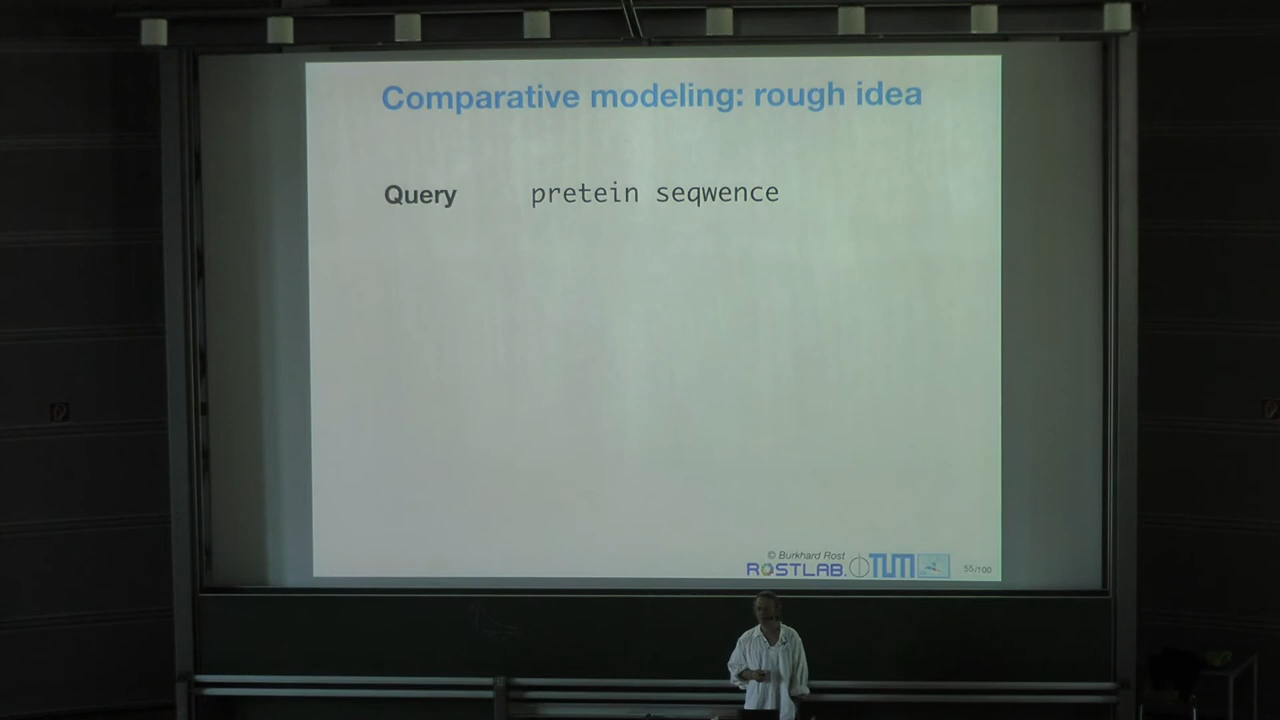 Comparative modeling: rough idea
Query pretein seqwence
© Burkhard Rost
ROSTLAB. TUM 55/100